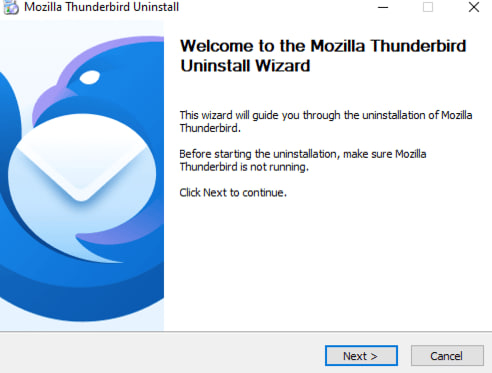 Mozilla Thunderbird Uninstall
Welcome to the Mozilla Thunderbird
Uninstall Wizard
This wizard will guide you through the uninstallation of Mozilla
Thunderbird.
Before starting the uninstallation, make sure Mozilla
Thunderbird is not running.
Click Next to continue.
Next >
Cancel